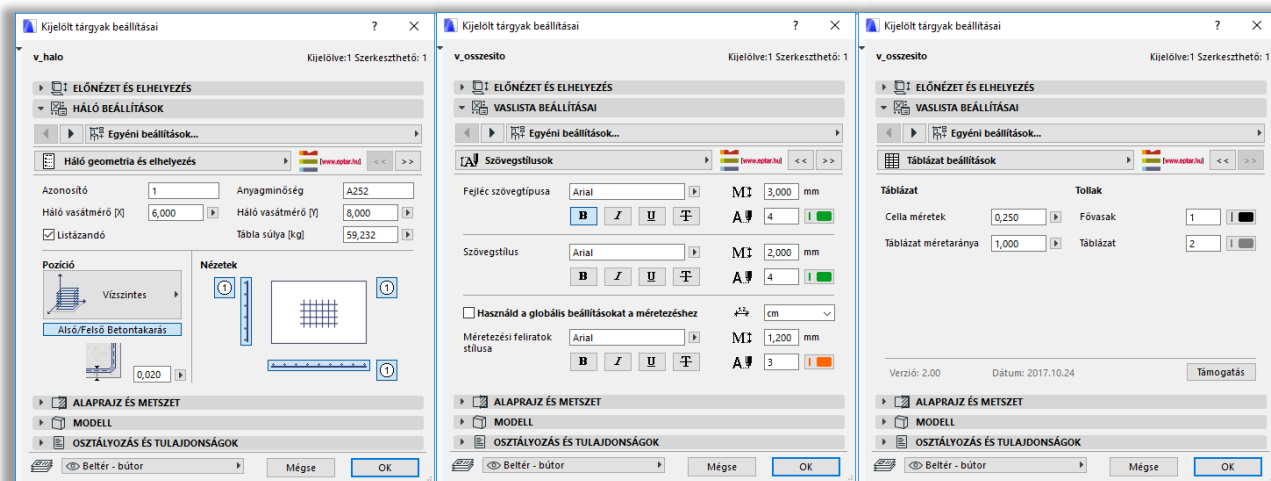 Kijelölt tárgyak beállításai
?
v_halo
Kijelölve:1 Szerkeszthető: 1
ELŐNÉZET ÉS ELHELYEZÉS
HÁLÓ BEÁLLÍTÁSOK
Egyéni beállítások...
Háló geometria és elhelyezés
[www.eptar.hu]
<< >>
Azonosító 1 Anyagminőség A252
Háló vasátmérő [X] 6,000 Háló vasátmérő [Y] 8,000
Listázandó Tábla súlya [kg] 59,232
Pozíció Nézetek
Vízszintes
1 1
Alsó/Felső Betontakarás
0,020
1
ALAPRAJZ ÉS METSZET
MODELL
OSZTÁLYOZÁS ÉS TULAJDONSÁGOK
Beltér - bútor
Mégse OK
Kijelölt tárgyak beállításai
?
v_osszesito
Kijelölve:1 Szerkeszthető: 1
ELŐNÉZET ÉS ELHELYEZÉS
VASLISTA BEÁLLÍTÁSAI
Egyéni beállítások...
Szövegstílusok
[www.eptar.hu]
<< >>
Fejléc szövegtípusa Arial M 3,000 mm
B I U T A 4
Szövegstílus Arial M 2,000 mm
B I U T A 4
Használd a globális beállításokat a méretezéshez 1.2 cm
Méretezési feliratok stílusa Arial M 1,200 mm
B I U T A 3
ALAPRAJZ ÉS METSZET
MODELL
OSZTÁLYOZÁS ÉS TULAJDONSÁGOK
Beltér - bútor
Mégse OK
Kijelölt tárgyak beállításai
?
v_osszesito
Kijelölve:1 Szerkeszthető: 1
ELŐNÉZET ÉS ELHELYEZÉS
VASLISTA BEÁLLÍTÁSAI
Egyéni beállítások...
Táblázat beállítások
[www.eptar.hu]
<< >>
Táblázat Tollak
Cella méretek 0,250 Fővasak 1
Táblázat méretaránya 1,000 Táblázat 2
Verzió: 2.00 Dátum: 2017.10.24 Támogatás
ALAPRAJZ ÉS METSZET
MODELL
OSZTÁLYOZÁS ÉS TULAJDONSÁGOK
Beltér - bútor
Mégse OK